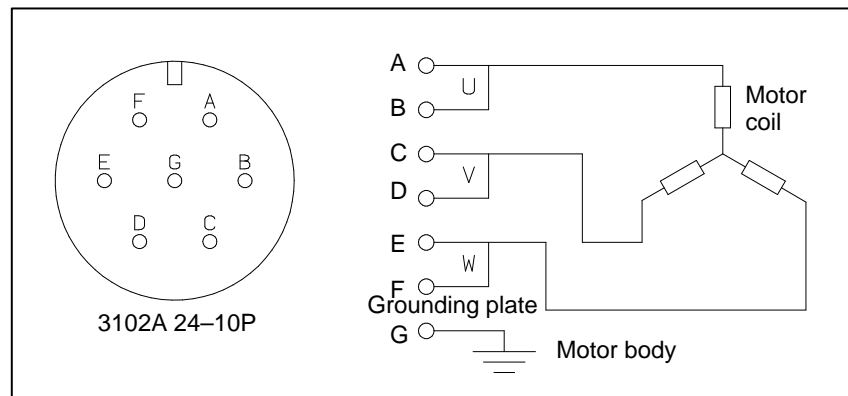 F A
E G B
D C
3102A 24–10P
A
U
B
C
V
D
E
W
F
Grounding plate
G
Motor
coil
Motor body